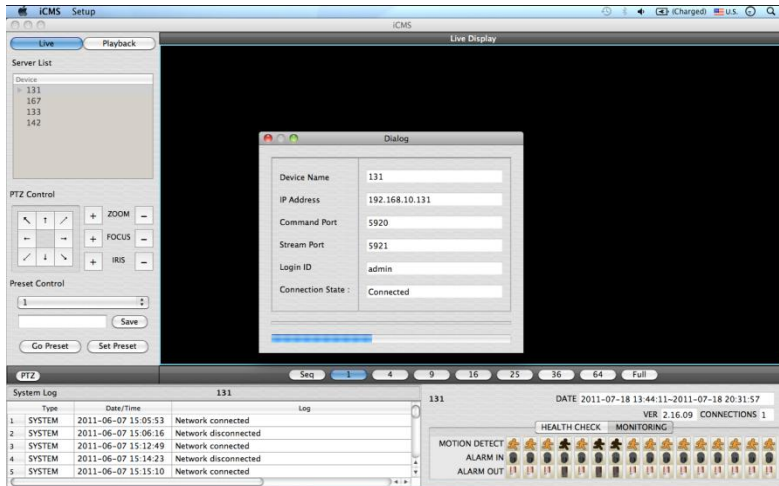 iCMS Setup (Charged) U.S.
iCMS
Live Playback
Live Display
Server List
Device
131
167
133
142
Dialog
Device Name 131
IP Address 192.168.10.131
Command Port 5920
Stream Port 5921
Login ID admin
Connection State : Connected
PTZ Control
+ ZOOM −
+ FOCUS −
+ IRIS −
Preset Control
1
Save
Go Preset Set Preset
PTZ
Seq 1 4 9 16 25 36 64 Full
System Log 131
Type Date/Time Log
1 SYSTEM 2011-06-07 15:05:53 Network connected
2 SYSTEM 2011-06-07 15:06:16 Network disconnected
3 SYSTEM 2011-06-07 15:12:49 Network connected
4 SYSTEM 2011-06-07 15:14:23 Network disconnected
5 SYSTEM 2011-06-07 15:15:10 Network connected
131 DATE 2011-07-18 13:44:11~2011-07-18 20:31:57
VER 2.16.09 CONNECTIONS 1
HEALTH CHECK MONITORING
MOTION DETECT
ALARM IN
ALARM OUT